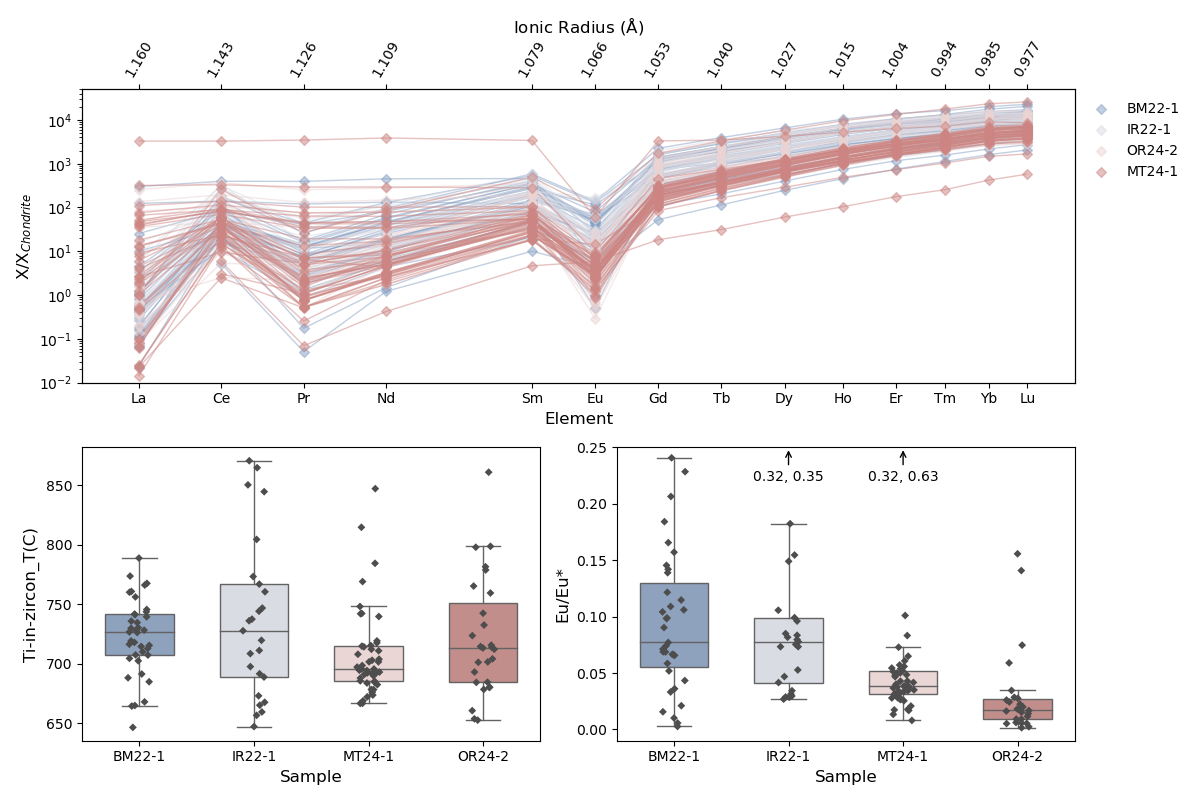 Ionic Radius (Å)
1.160 1.143 1.126 1.109 1.079 1.066 1.053 1.040 1.027 1.015 1.004 0.994 0.985 0.977
X/X_Chondrite
10^4
10^3
10^2
10^1
10^0
10^−1
10^−2
BM22-1
IR22-1
OR24-2
MT24-1
La Ce Pr Nd Sm Eu Gd Tb Dy Ho Er Tm Yb Lu
Element
Ti-in-zircon_T(C)
850
800
750
700
650
BM22-1 IR22-1 MT24-1 OR24-2
Sample
Eu/Eu*
0.25
0.20
0.15
0.10
0.05
0.00
0.32, 0.35 0.32, 0.63
BM22-1 IR22-1 MT24-1 OR24-2
Sample